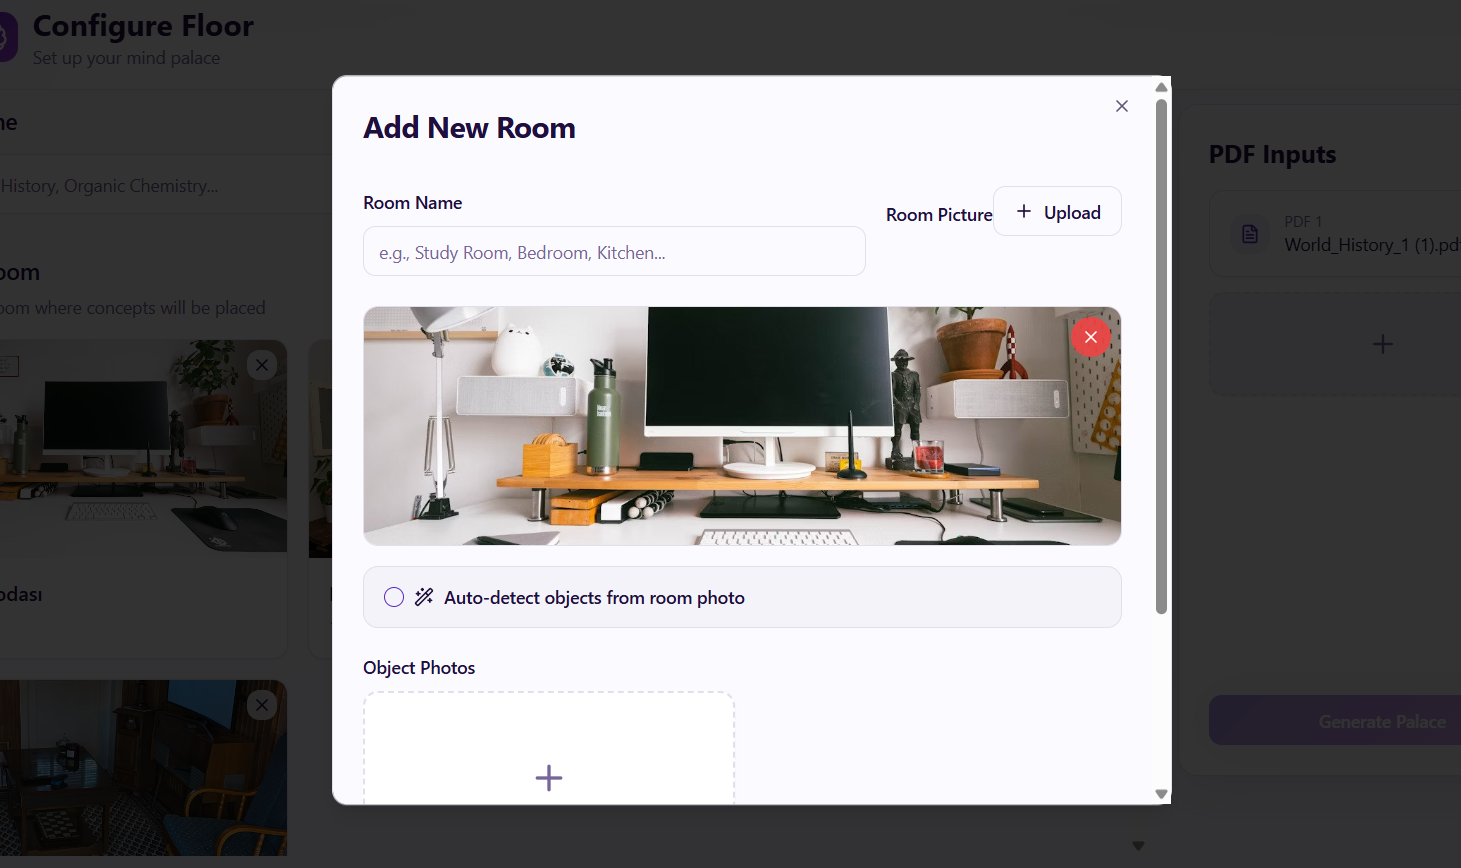 Configure Floor
Set up your mind palace
ne
History, Organic Chemistry...
oom
oom where concepts will be placed
odası
Add New Room
Room Name
Room Picture
Upload
e.g., Study Room, Bedroom, Kitchen...
Auto-detect objects from room photo
Object Photos
PDF Inputs
PDF 1
World_History_1 (1).pdf
Generate Palace